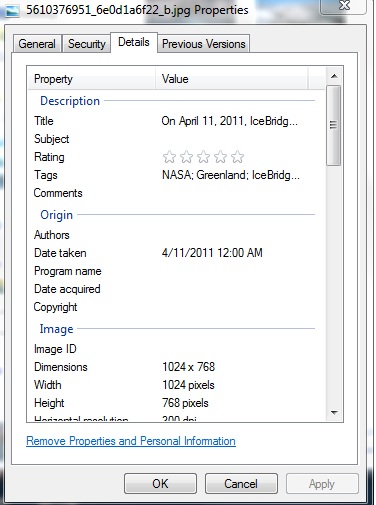 5610376951_6e0d1a6f22_b.jpg Properties
General Security Details Previous Versions
Property Value
Description
Title On April 11, 2011, IceBridg...
Subject
Rating
Tags NASA; Greenland; IceBridg...
Comments
Origin
Authors
Date taken 4/11/2011 12:00 AM
Program name
Date acquired
Copyright
Image
Image ID
Dimensions 1024 x 768
Width 1024 pixels
Height 768 pixels
Horizontal resolution 300 dpi
Remove Properties and Personal Information
OK Cancel Apply